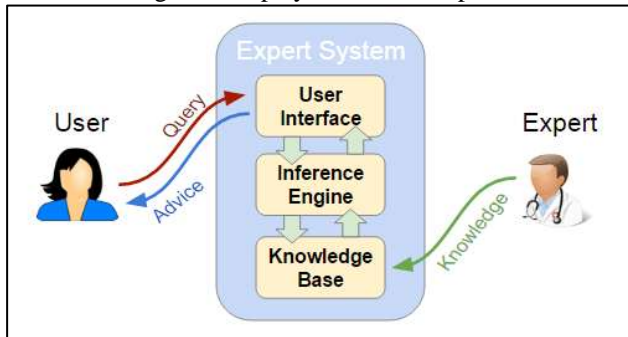 Expert System
User
Interface
User
Query
Advice
Expert
Inference
Engine
Knowledge
Knowledge
Base